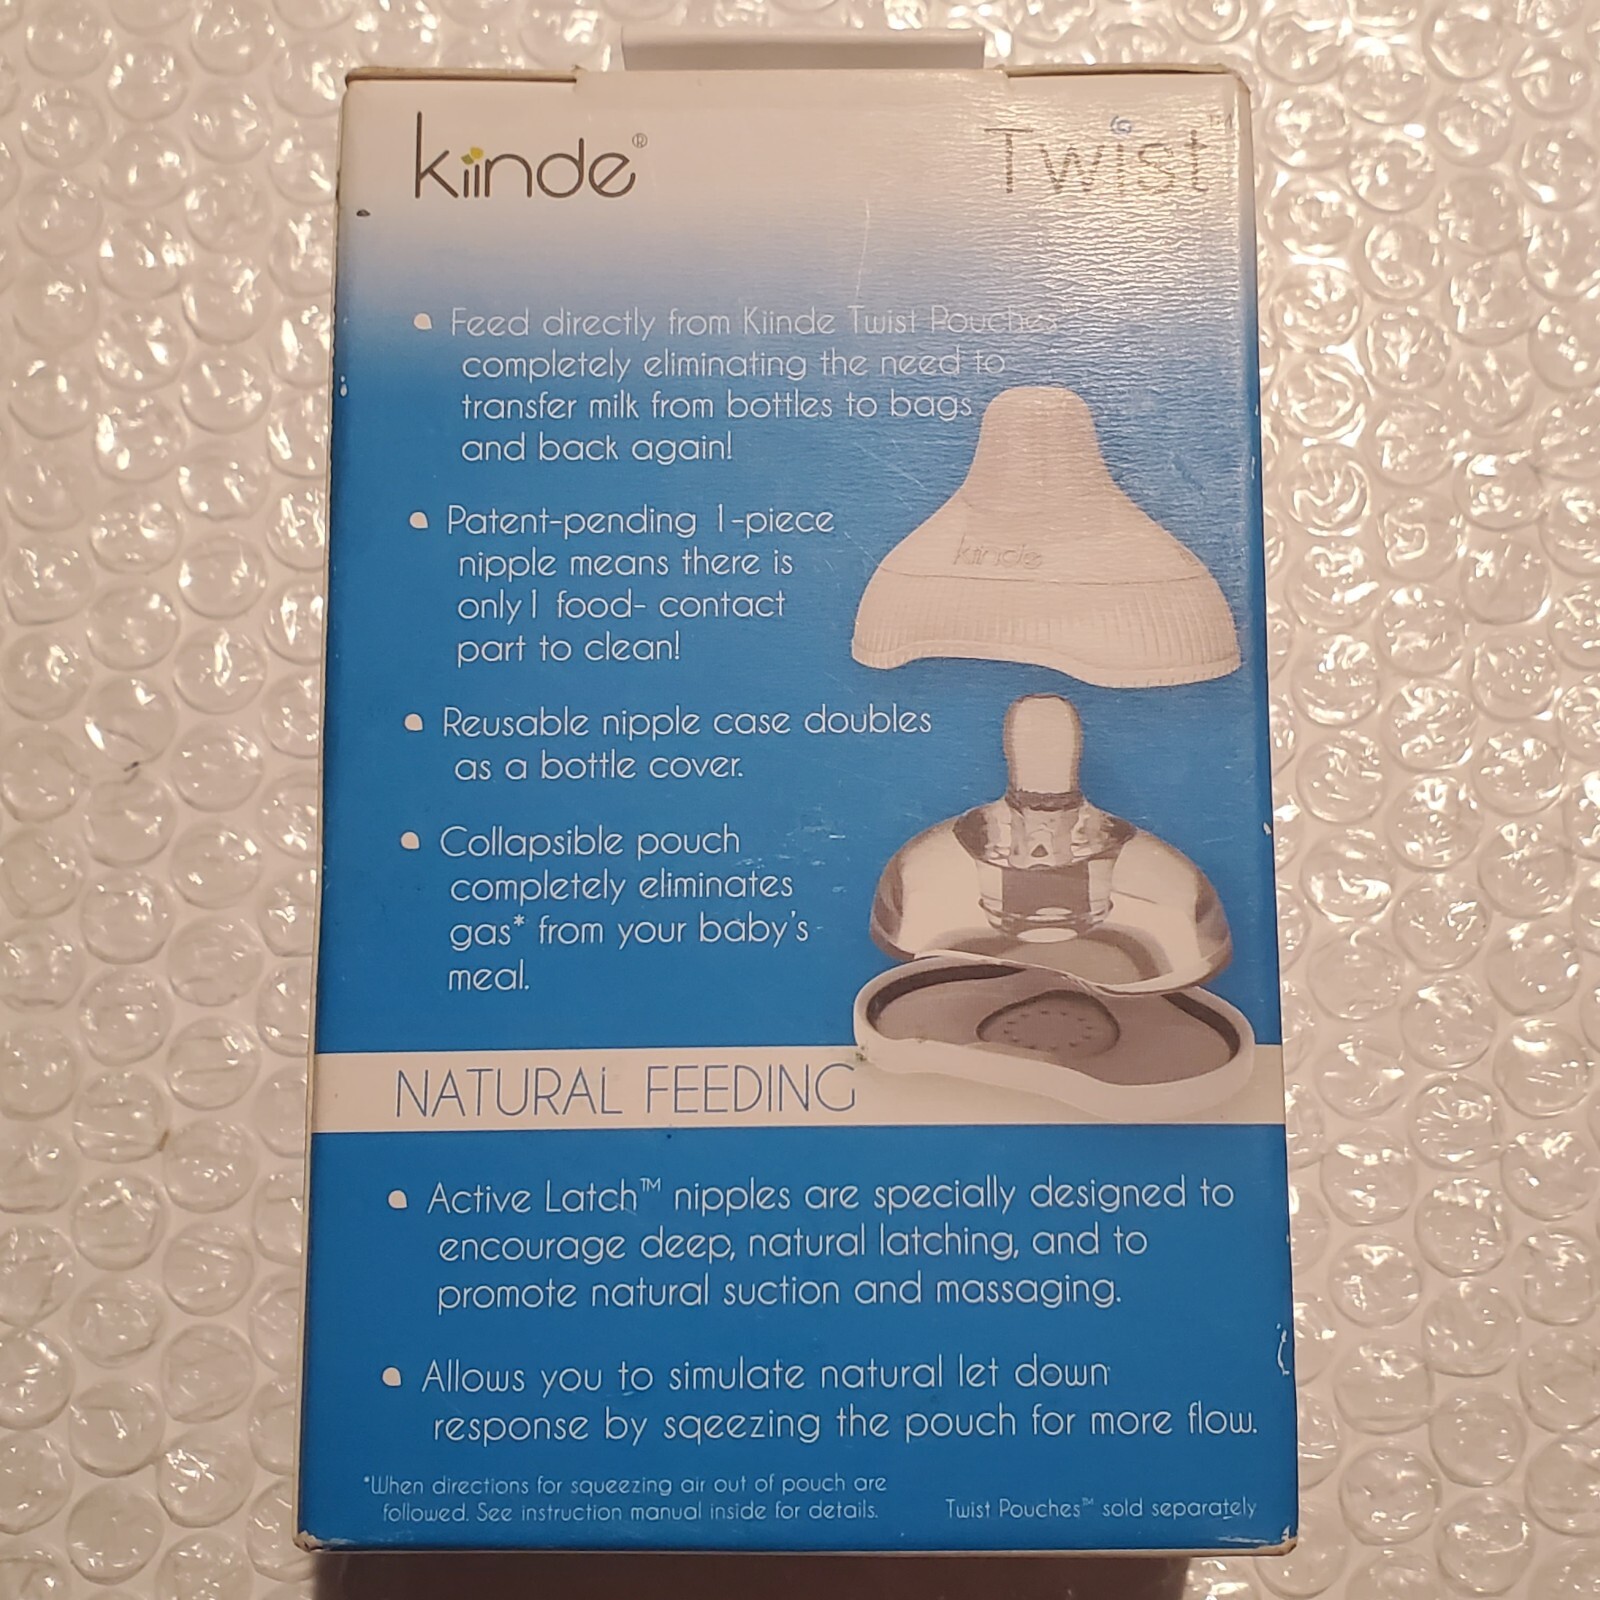 kiinde®
Twist™
Feed directly from Kiinde Twist Pouches
completely eliminating the need to
transfer milk from bottles to bags
and back again!
Patent-pending 1-piece
nipple means there is
only 1 food- contact
part to clean!
Reusable nipple case doubles
as a bottle cover.
Collapsible pouch
completely eliminates
gas* from your baby's
meal.
kiinde
NATURAL FEEDING
Active Latch™ nipples are specially designed to
encourage deep, natural latching, and to
promote natural suction and massaging.
Allows you to simulate natural let down
response by sqeezing the pouch for more flow.
*When directions for squeezing air out of pouch are
followed. See instruction manual inside for details.
Twist Pouches™ sold separately